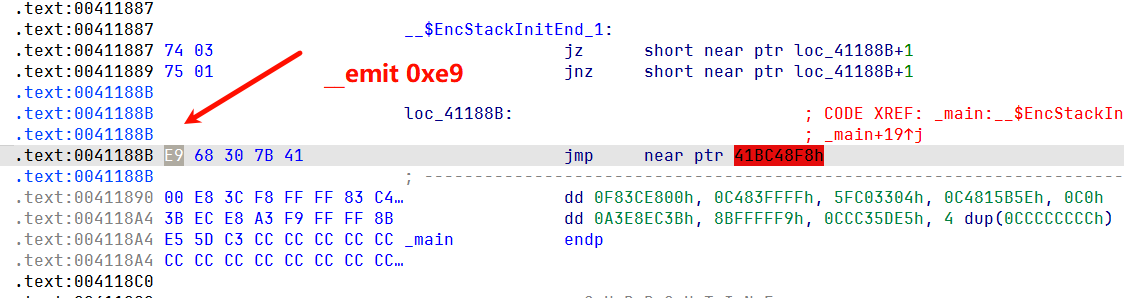 .text:00411887
.text:00411887 __$EncStackInitEnd_1:
.text:00411887 74 03 jz short near ptr loc_41188B+1
.text:00411889 75 01 jnz short near ptr loc_41188B+1
.text:0041188B
__emit 0xe9
.text:0041188B loc_41188B: ; CODE XREF: _main:__$EncStackIn
.text:0041188B ; _main+19↑j
.text:0041188B E9 68 30 7B 41 jmp near ptr 41BC48F8h
.text:0041188B ; ---------------------------------------------------------------------------
.text:00411890 00 E8 3C F8 FF FF 83 C4… dd 0F83CE800h, 0C483FFFFh, 5FC03304h, 0C4815B5Eh, 0C0h
.text:004118A4 3B EC E8 A3 F9 FF FF 8B dd 0A3E8EC3Bh, 8BFFFFF9h, 0CCC35DE5h, 4 dup(0CCCCCCCCh)
.text:004118A4 E5 5D C3 CC CC CC CC CC _main endp
.text:004118A4 CC CC CC CC CC CC CC CC…
.text:004118C0